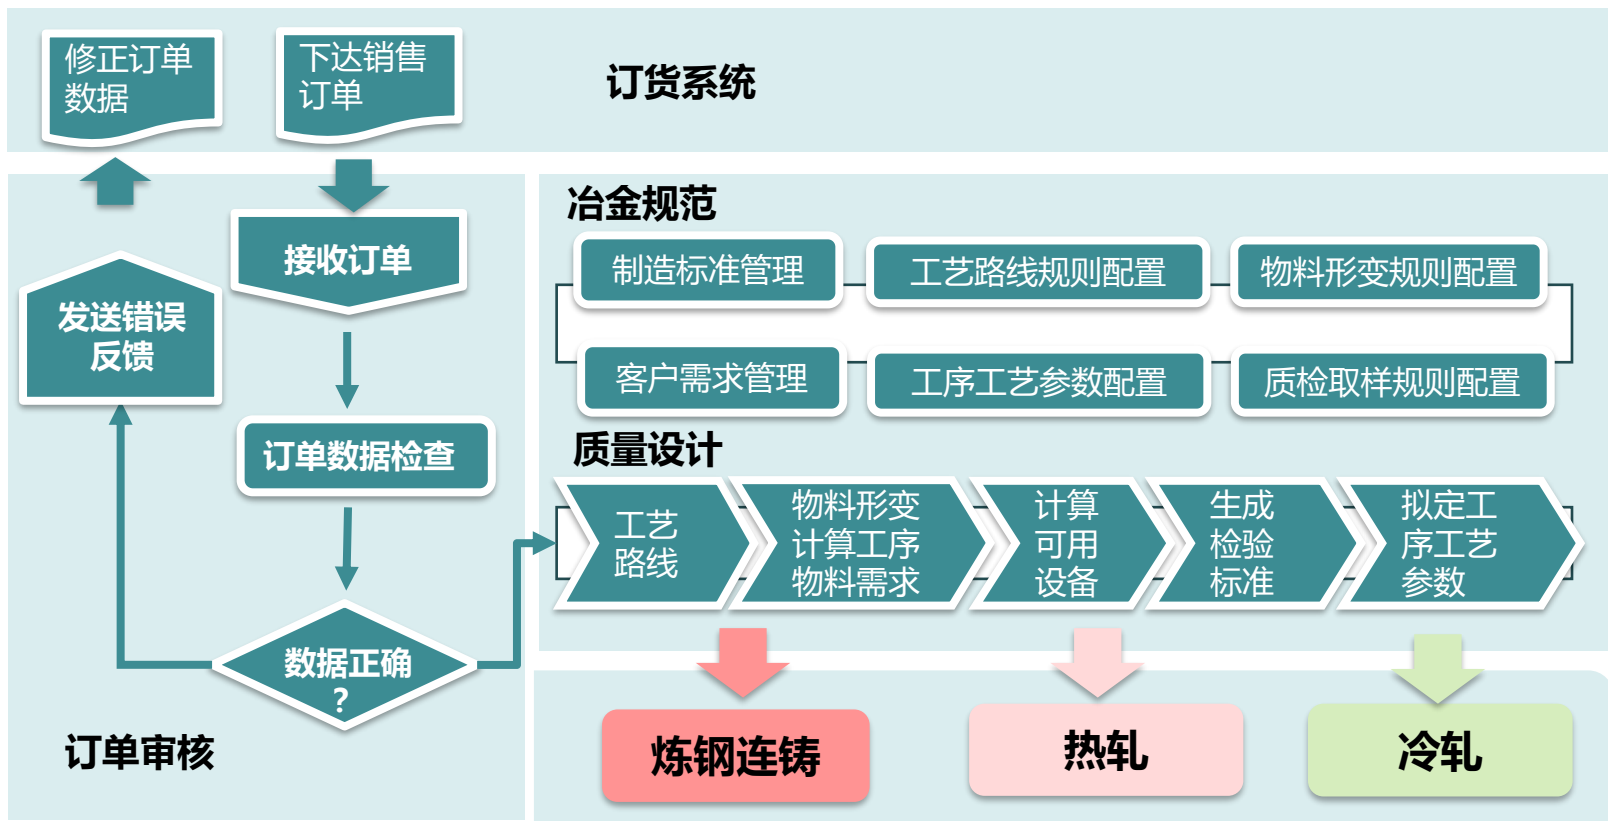 修正订单
数据
下达销售
订单
订货系统
接收订单
发送错误
反馈
订单数据检查
数据正确
？
订单审核
冶金规范
制造标准管理
工艺路线规则配置
物料形变规则配置
客户需求管理
工序工艺参数配置
质检取样规则配置
质量设计
工艺
路线
物料形变
计算工序
物料需求
计算
可用
设备
生成
检验
标准
拟定工
序工艺
参数
炼钢连铸
热轧
冷轧